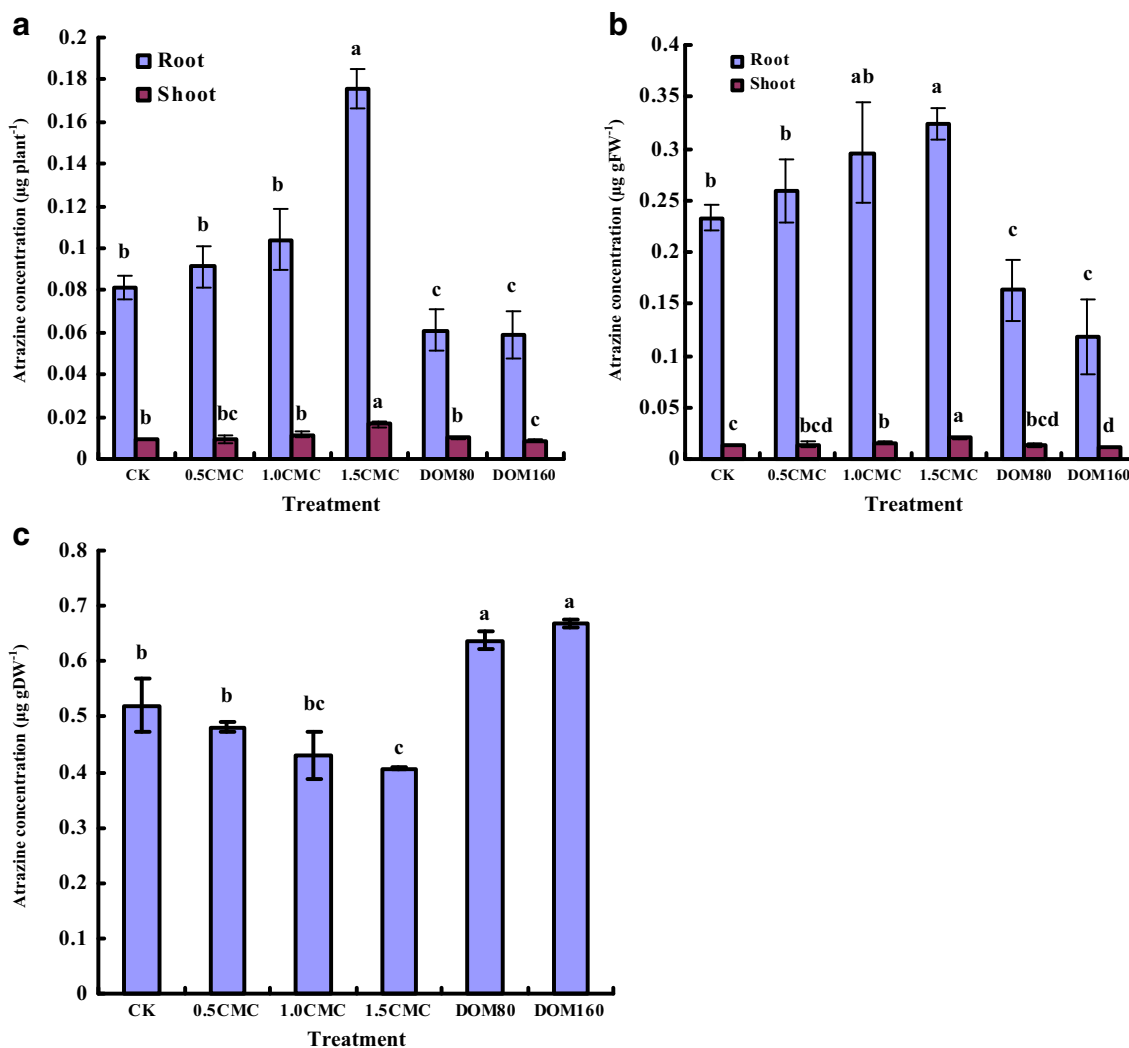 a
Atrazine concentration (µg plant⁻¹)
0.2
0.18
0.16
0.14
0.12
0.1
0.08
0.06
0.04
0.02
0
Root
Shoot
b
b
b
a
c
c
b
bc
b
a
b
c
CK 0.5CMC 1.0CMC 1.5CMC DOM80 DOM160
Treatment
b
Atrazine concentration (µg gFW⁻¹)
0.4
0.35
0.3
0.25
0.2
0.15
0.1
0.05
0
Root
Shoot
b
b
ab
a
c
c
c
bcd
b
a
bcd
d
CK 0.5CMC 1.0CMC 1.5CMC DOM80 DOM160
Treatment
c
Atrazine concentration (µg gDW⁻¹)
0.8
0.7
0.6
0.5
0.4
0.3
0.2
0.1
0
b
b
bc
c
a
a
CK 0.5CMC 1.0CMC 1.5CMC DOM80 DOM160
Treatment